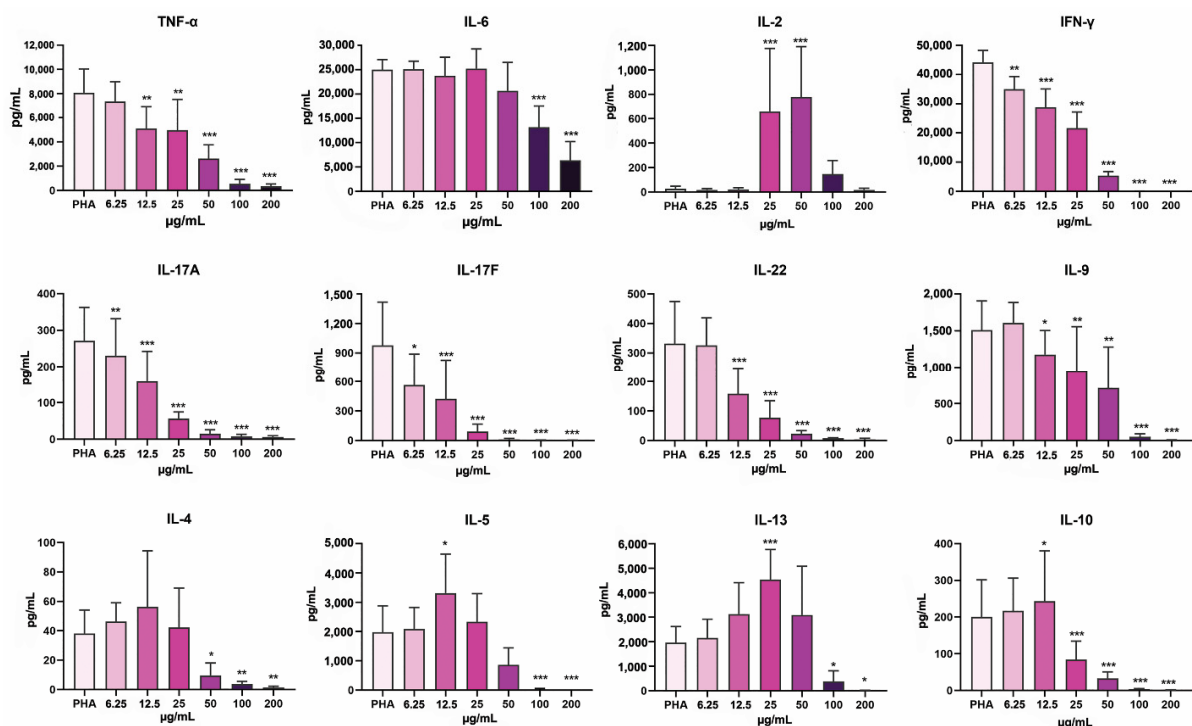 TNF-α
12,000
10,000
8,000
6,000
4,000
2,000
0
pg/mL
** ** *** *** ***
PHA 6.25 12.5 25 50 100 200
µg/mL
IL-6
30,000
25,000
20,000
15,000
10,000
5,000
0
pg/mL
*** ***
PHA 6.25 12.5 25 50 100 200
µg/mL
IL-2
1,200
1,000
800
600
400
200
0
pg/mL
*** ***
PHA 6.25 12.5 25 50 100 200
µg/mL
IFN-γ
50,000
40,000
30,000
20,000
10,000
0
pg/mL
** *** *** *** *** ***
PHA 6.25 12.5 25 50 100 200
µg/mL
IL-17A
400
300
200
100
0
pg/mL
** *** *** *** *** ***
PHA 6.25 12.5 25 50 100 200
IL-17F
1,500
1,200
900
600
300
0
pg/mL
* *** *** *** *** ***
PHA 6.25 12.5 25 50 100 200
IL-22
500
400
300
200
100
0
pg/mL
*** *** *** *** ***
PHA 6.25 12.5 25 50 100 200
IL-9
2,000
1,500
1,000
500
0
pg/mL
* ** ** *** ***
PHA 6.25 12.5 25 50 100 200
IL-4
100
80
60
40
20
0
pg/mL
* ** **
PHA 6.25 12.5 25 50 100 200
µg/mL
IL-5
5,000
4,000
3,000
2,000
1,000
0
pg/mL
* *** ***
PHA 6.25 12.5 25 50 100 200
µg/mL
IL-13
6,000
5,000
4,000
3,000
2,000
1,000
0
pg/mL
*** * *
PHA 6.25 12.5 25 50 100 200
µg/mL
IL-10
400
300
200
100
0
pg/mL
* *** *** *** ***
PHA 6.25 12.5 25 50 100 200
µg/mL